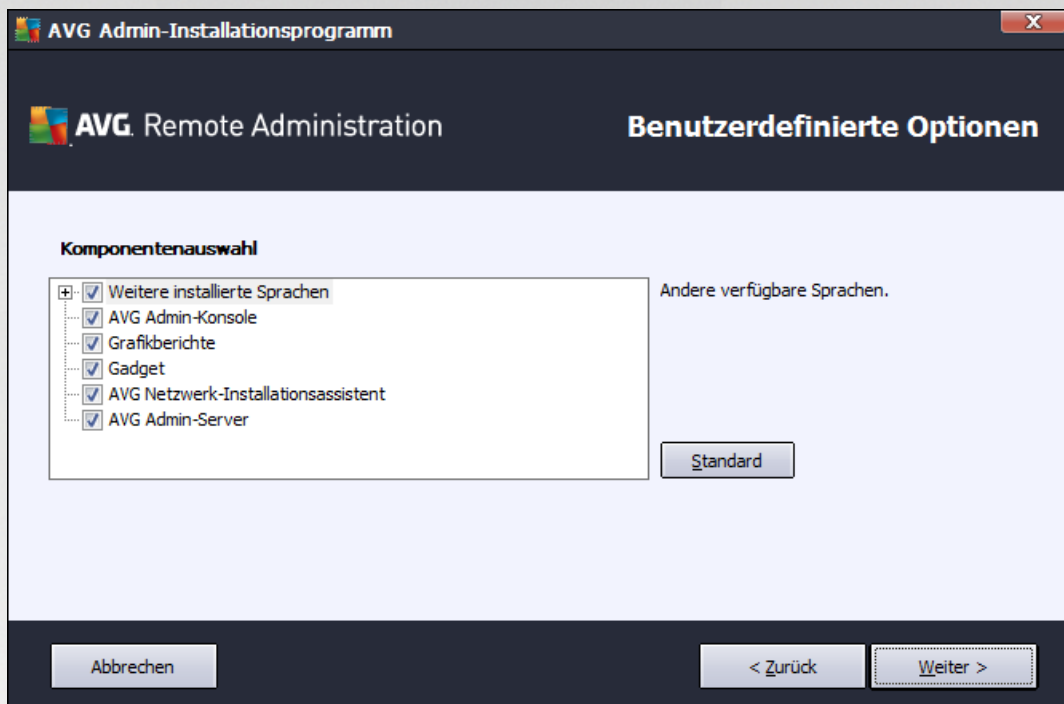 AVG Admin-Installationsprogramm
AVG. Remote Administration
Benutzerdefinierte Optionen
Komponentenauswahl
Weitere installierte Sprachen
AVG Admin-Konsole
Grafikberichte
Gadget
AVG Netzwerk-Installationsassistent
AVG Admin-Server
Andere verfügbare Sprachen.
Standard
Abbrechen
< Zurück
Weiter >